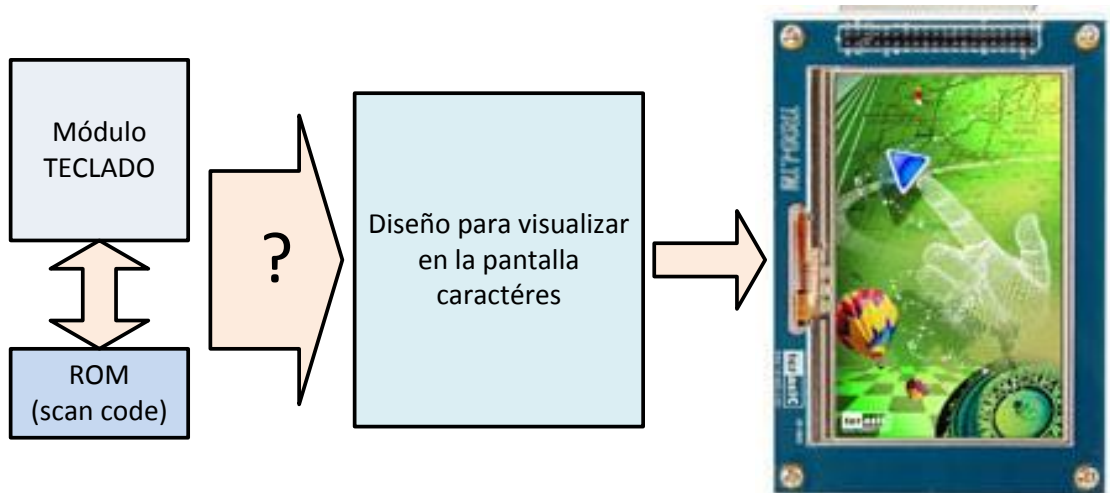 Módulo
TECLADO
ROM
(scan code)
?
Diseño para visualizar
en la pantalla
caractéres